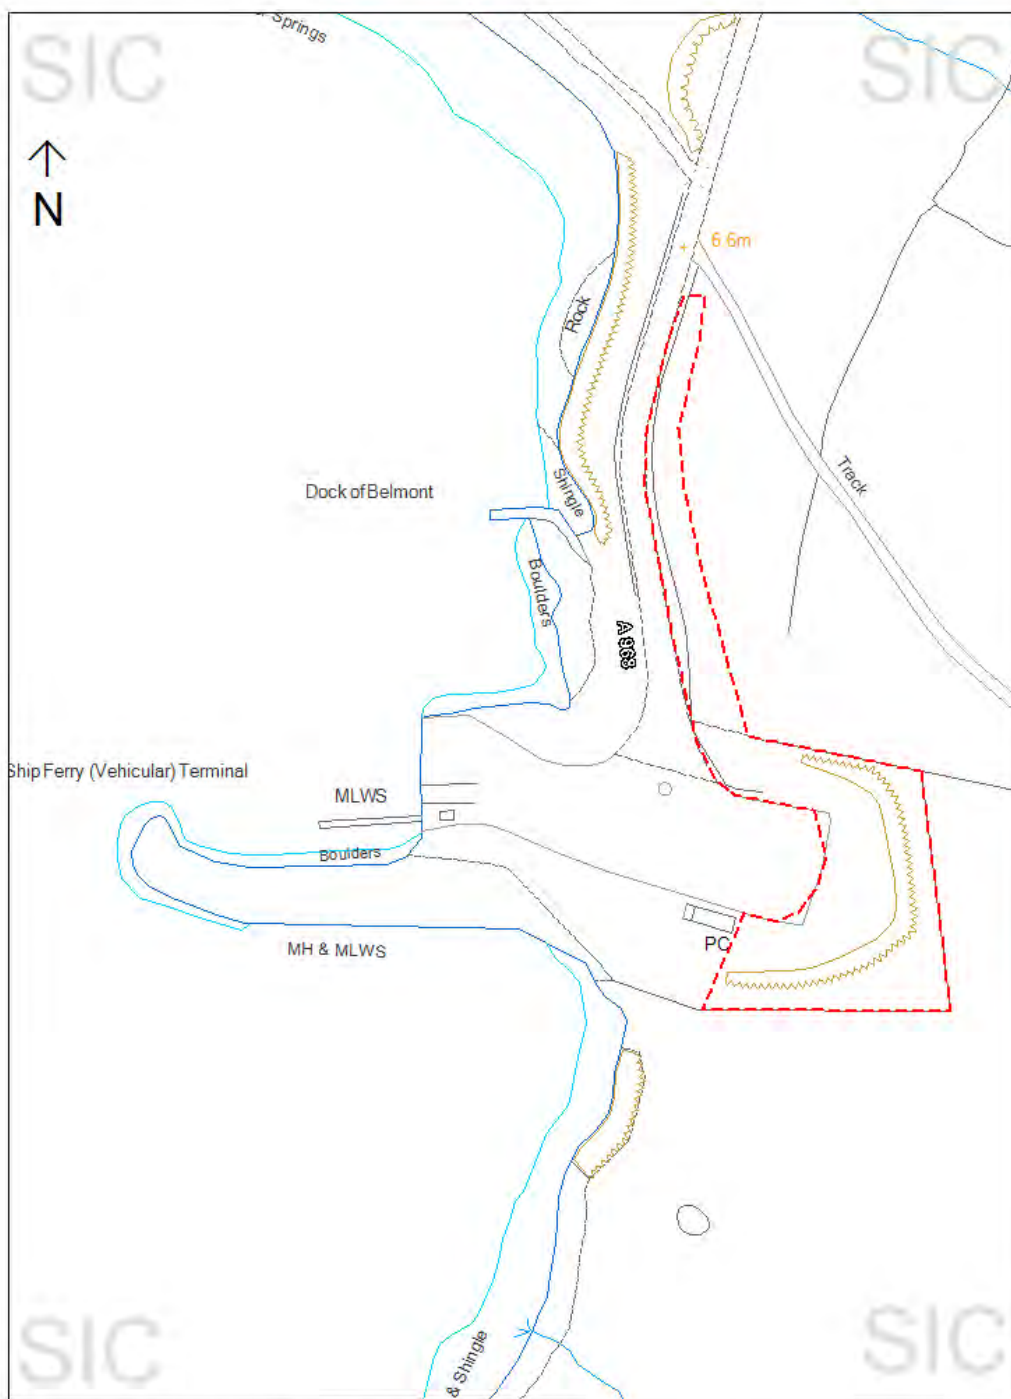 Springs
SIC
SIC
N
6.6m
Rock
Track
Shingle
Dock of Belmont
Boulders
A 968
Ship Ferry (Vehicular) Terminal
MLWS
Boulders
PC
MH & MLWS
SIC
& Shingle
SIC